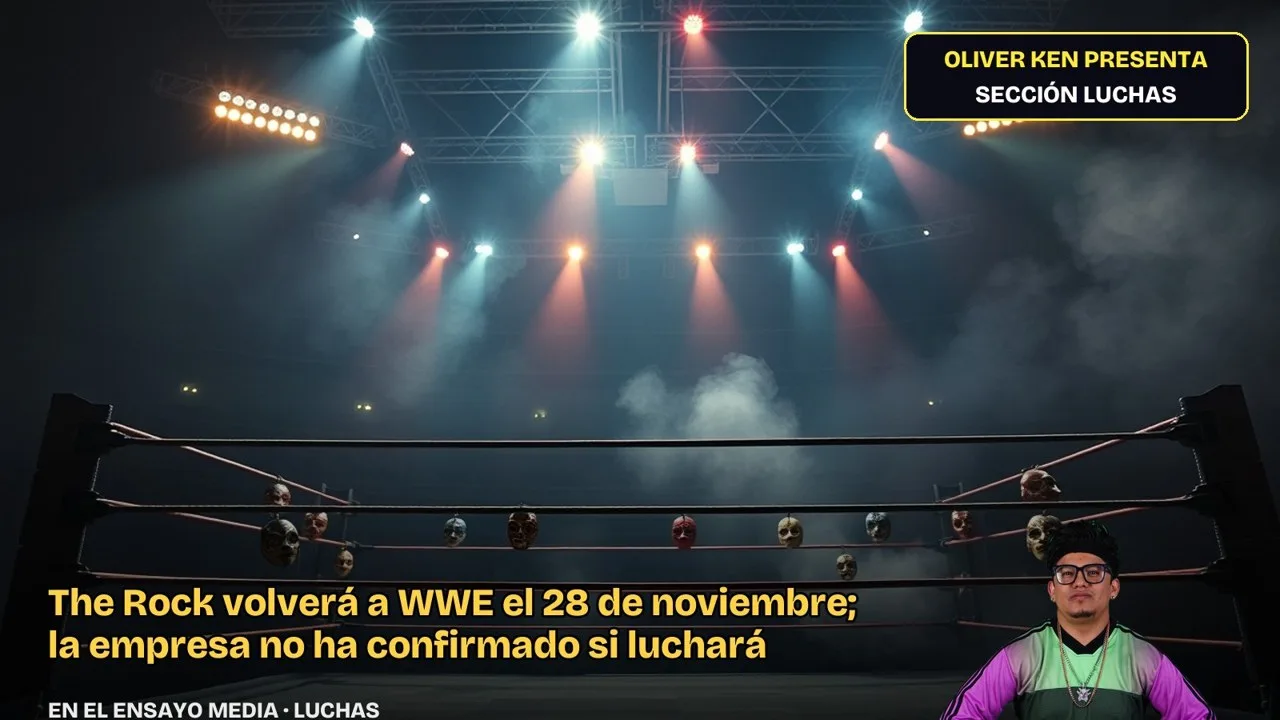 OLIVER KEN PRESENTA
SECCIÓN LUCHAS
The Rock volverá a WWE el 28 de noviembre;
la empresa no ha confirmado si luchará
EN EL ENSAYO MEDIA · LUCHAS